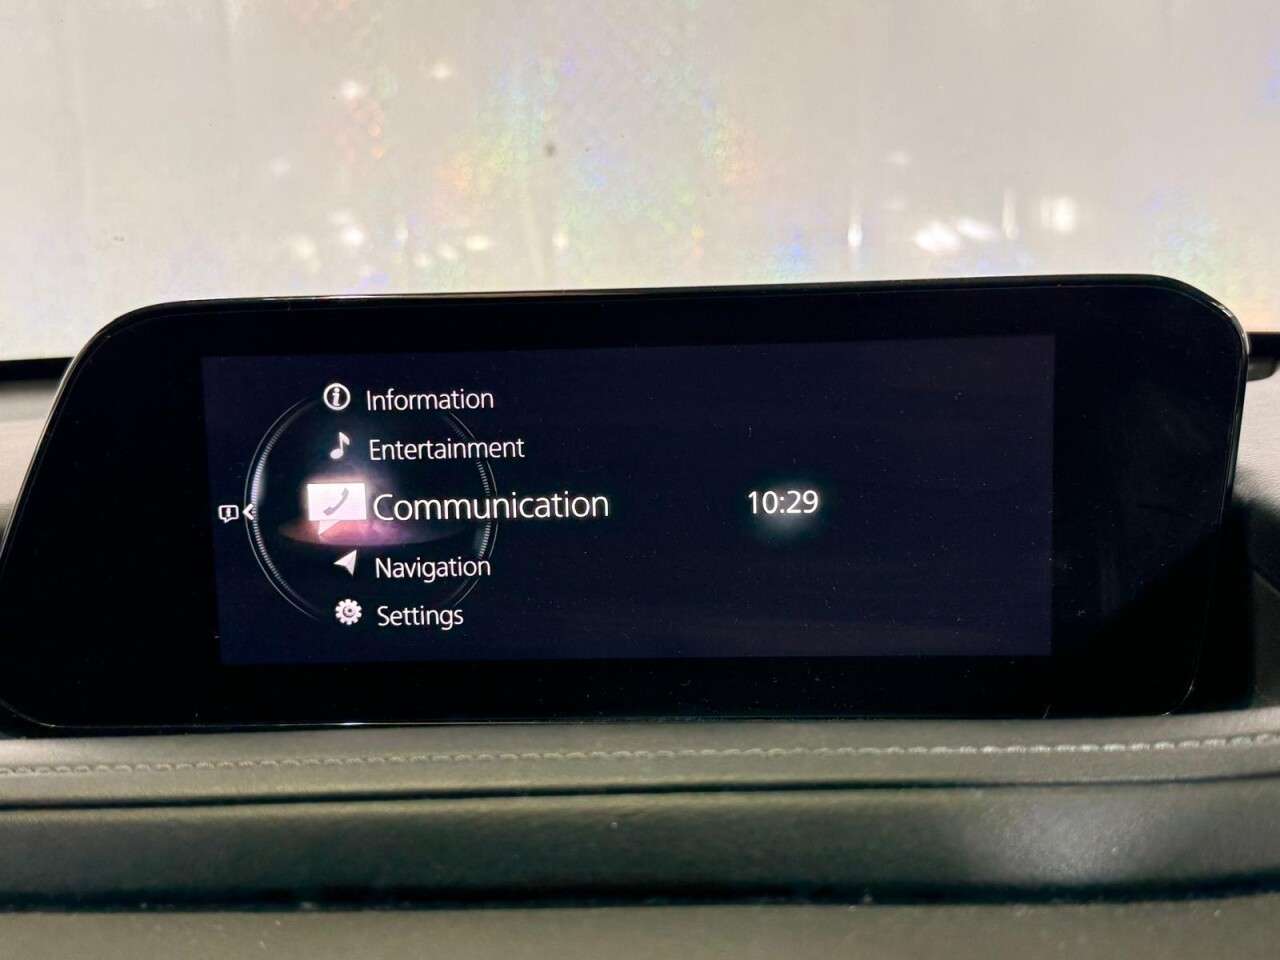 Information
Entertainment
Communication
10:29
Navigation
Settings